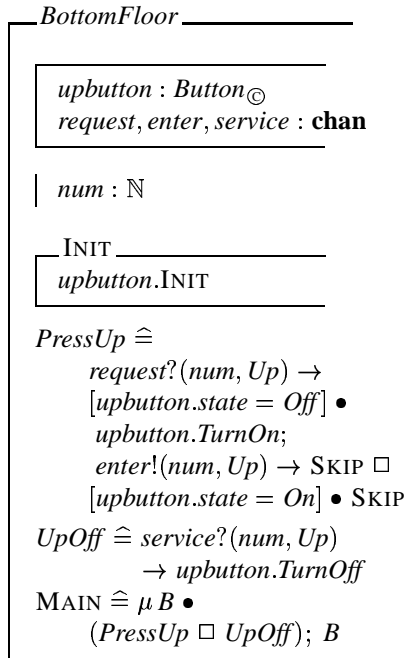 BottomFloor
upbutton : Button©
request, enter, service : chan
num : ℕ
INIT
upbutton.INIT
PressUp ≙
request?(num, Up) →
[upbutton.state = Off] •
upbutton.TurnOn;
enter!(num, Up) → SKIP □
[upbutton.state = On] • SKIP
UpOff ≙ service?(num, Up)
→ upbutton.TurnOff
MAIN ≙ μ B •
(PressUp □ UpOff); B